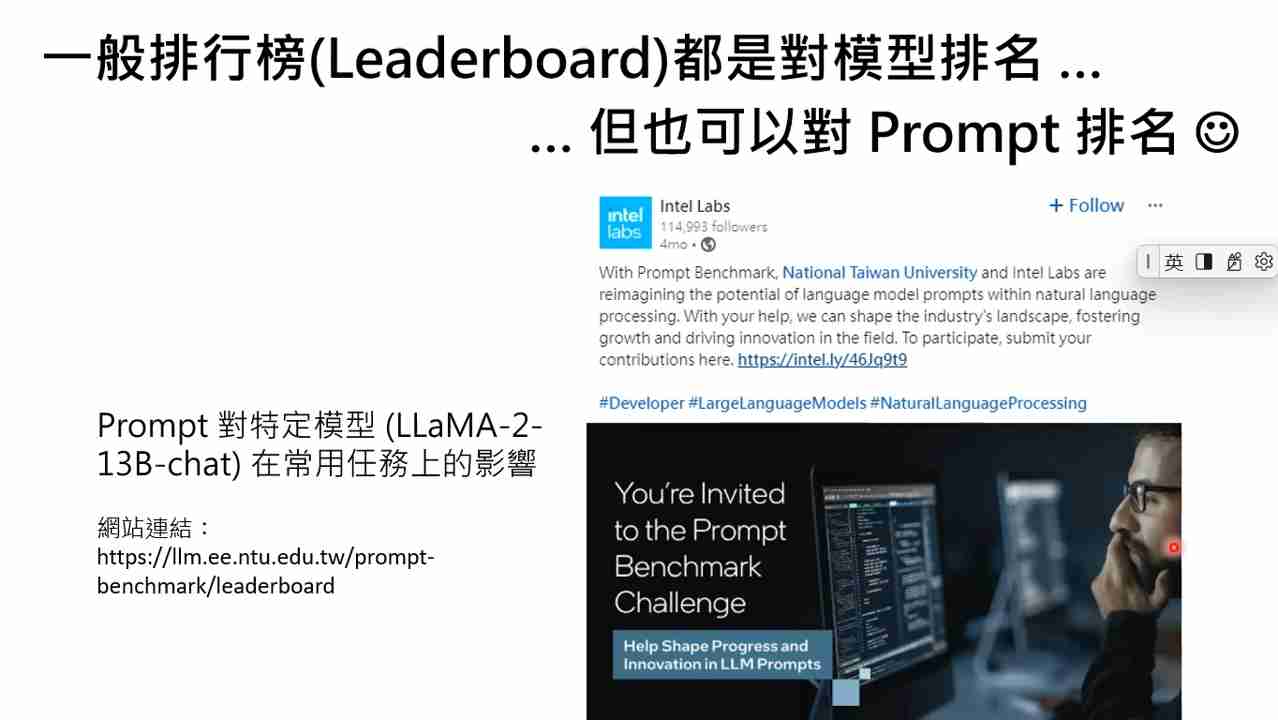 一般排行榜(Leaderboard)都是對模型排名 ...
... 但也可以對 Prompt 排名 ☺
intel
labs
Intel Labs
114,993 followers
4mo •
+ Follow ...
英
With Prompt Benchmark, National Taiwan University and Intel Labs are
reimagining the potential of language model prompts within natural language
processing. With your help, we can shape the industry's landscape, fostering
growth and driving innovation in the field. To participate, submit your
contributions here. https://intel.ly/46Jq9t9
#Developer #LargeLanguageModels #NaturalLanguageProcessing
Prompt 對特定模型 (LLaMA-2-
13B-chat) 在常用任務上的影響
網站連結：
https://llm.ee.ntu.edu.tw/prompt-
benchmark/leaderboard
You're Invited
to the Prompt
Benchmark
Challenge
Help Shape Progress and
Innovation in LLM Prompts